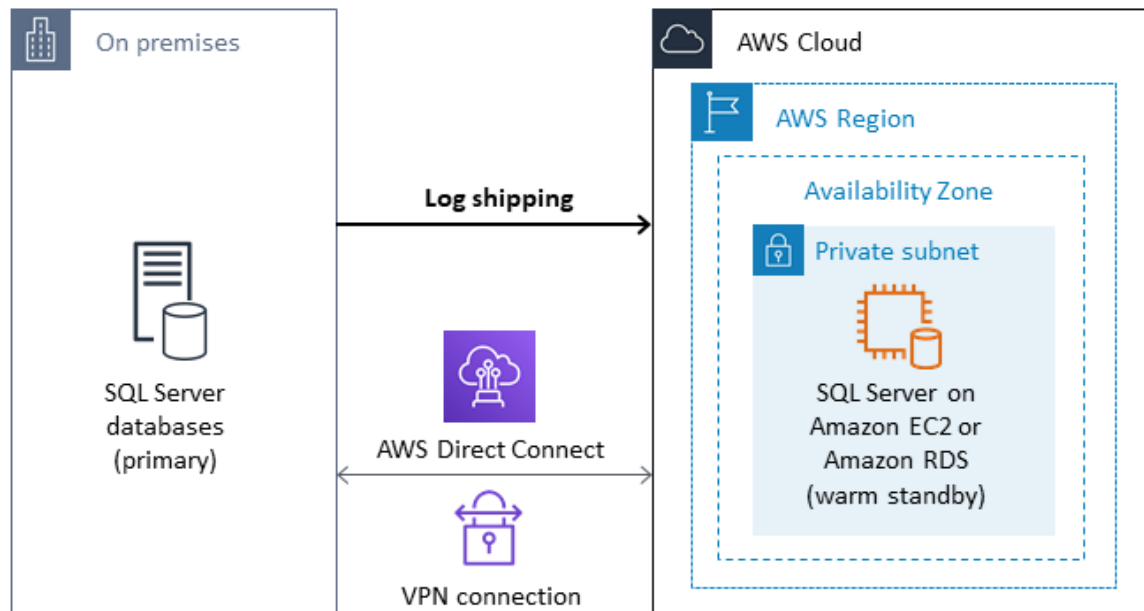 On premises
AWS Cloud
AWS Region
Log shipping
Availability Zone
Private subnet
SQL Server
databases
(primary)
AWS Direct Connect
SQL Server on
Amazon EC2 or
Amazon RDS
(warm standby)
VPN connection